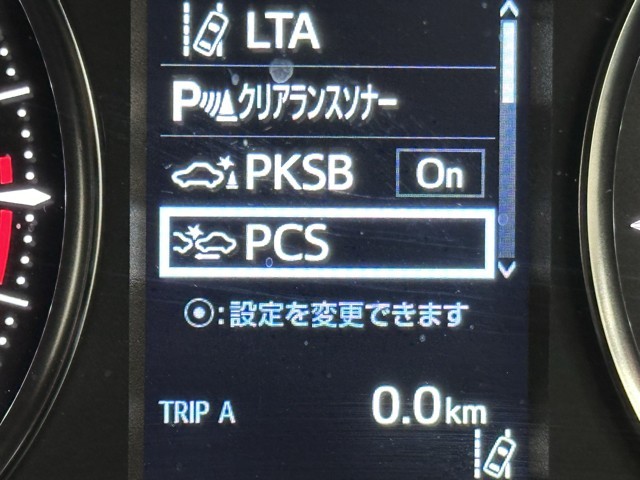 LTA
P クリアランスソナー
PKSB On
PCS
⦿:設定を変更できます
TRIP A 0.0km